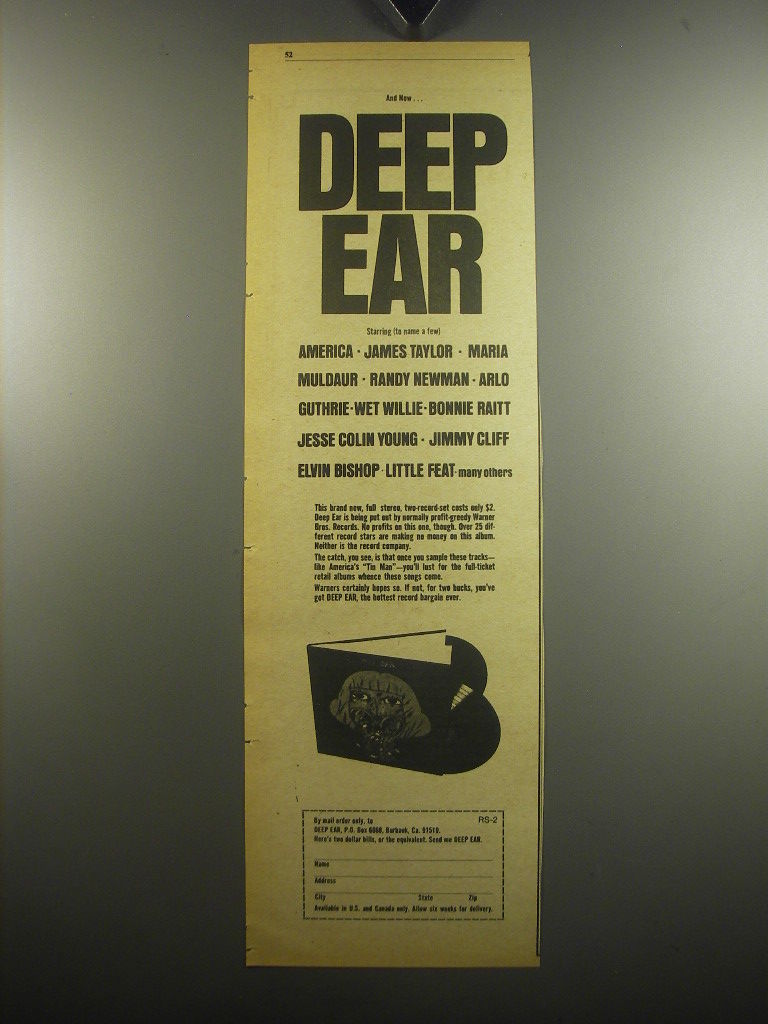 52
And Now . . .
DEEP
EAR
Starring (to name a few)
AMERICA · JAMES TAYLOR · MARIA
MULDAUR · RANDY NEWMAN · ARLO
GUTHRIE · WET WILLIE · BONNIE RAITT
JESSE COLIN YOUNG · JIMMY CLIFF
ELVIN BISHOP · LITTLE FEAT · many others
This brand new, full stereo, two-record-set costs only $2.
Deep Ear is being put out by normally profit-greedy Warner
Bros. Records. No profits on this one, though. Over 25 dif-
ferent record stars are making no money on this album.
Neither is the record company.
The catch, you see, is that once you sample these tracks—
like America's "Tin Man"—you'll lust for the full-ticket
retail albums whence these songs come.
Warners certainly hopes so. If not, for two bucks, you've
got DEEP EAR, the hottest record bargain ever.
By mail order only, to
RS-2
DEEP EAR, P.O. Box 6868, Burbank, Ca. 91510.
Here's two dollar bills, or the equivalent. Send me DEEP EAR.
Name
Address
City State Zip
Available in U.S. and Canada only. Allow six weeks for delivery.